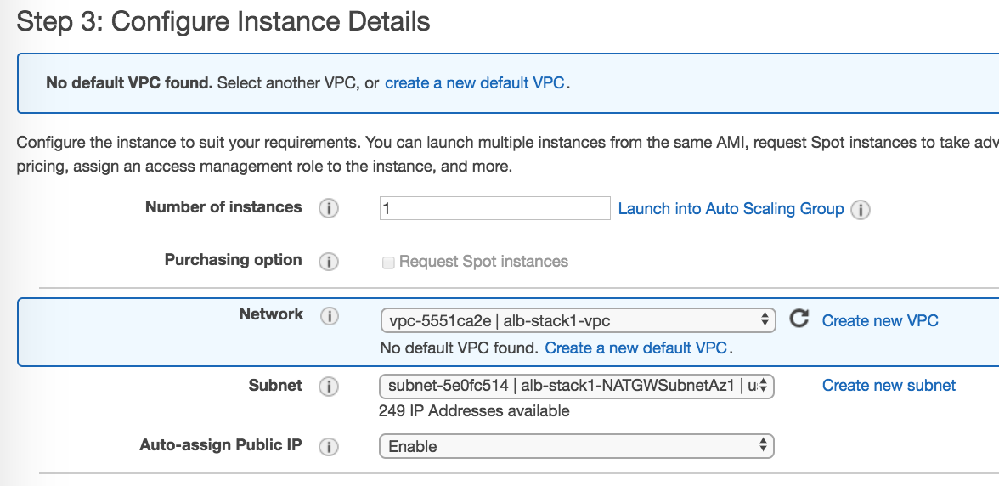 Step 3: Configure Instance Details
No default VPC found. Select another VPC, or create a new default VPC.
Configure the instance to suit your requirements. You can launch multiple instances from the same AMI, request Spot instances to take adv
pricing, assign an access management role to the instance, and more.
Number of instances i 1 Launch into Auto Scaling Group i
Purchasing option i Request Spot instances
Network i vpc-5551ca2e | alb-stack1-vpc Create new VPC
No default VPC found. Create a new default VPC.
Subnet i subnet-5e0fc514 | alb-stack1-NATGWSubnetAz1 | u Create new subnet
249 IP Addresses available
Auto-assign Public IP i Enable